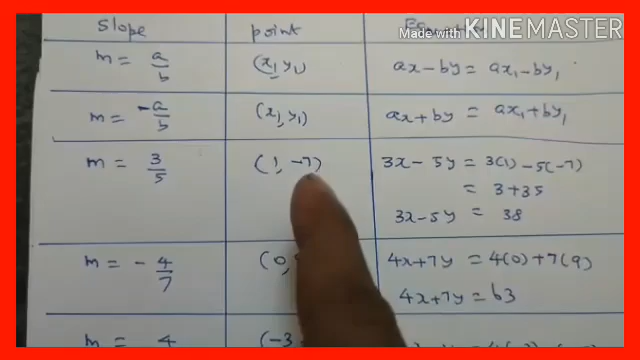 Made with KINEMASTER
Slope point
m = a/b (x₁, y₁) ax - by = ax₁ - by₁
m = -a/b (x₁, y₁) ax + by = ax₁ + by₁
m = 3/5 (1, -7) 3x - 5y = 3(1) - 5(-7)
= 3 + 35
3x - 5y = 38
m = -4/7 (0, 4x + 7y = 4(0) + 7(9)
4x + 7y = 63
m = 4 (-3